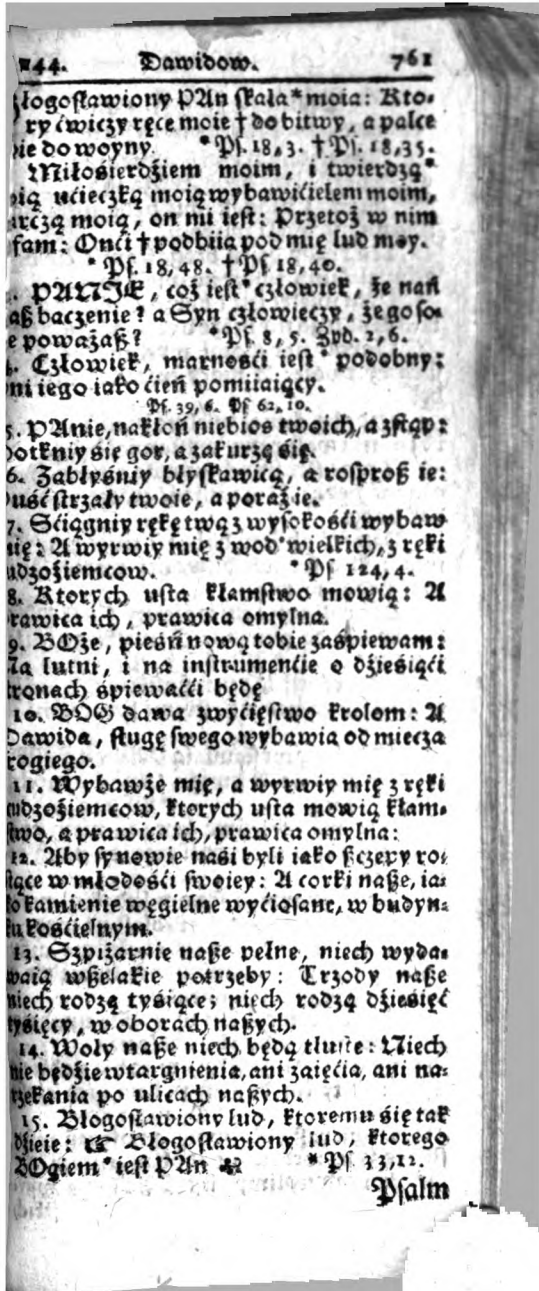 144. Dawidow. 761
złogosławiony PAn skała * moia: Kto-
ry ćwiczy ręce moie † do bitwy, a palce
ie do woyny. * Ps. 18, 3. † Ps. 18, 35.
Miłośierdźiem moim, i twierdzą *
ią ućieczką moią wybawićielem moim,
arczą moią, on mi iest: Przetoż w nim
fam: Onći † podbiia pod mię lud moy.
* Ps. 18, 48. † Ps. 18, 40.
PANIE, coż iest * człowiek, że nań
aß baczenie? a Syn człowieczy, że go so-
e poważaß? * Ps. 8, 5. Żyd. 2, 6.
4. Człowiek, marnośći iest * podobny:
ni iego iako ćień pomiiaiący.
Ps. 39, 6. Ps 62, 10.
5. PAnie, nakłoń niebios twoich, a zstąp:
otkniy się gor, a zakurzą się.
6. Zabłyśniy błyskawicą, a rosproß ie:
uść strzały twoie, a poraź ie.
7. Sćiągniy rękę twą z wysokośći wybaw
mię: A wyrwiy mię z wod * wielkich, z ręki
udzoźiemcow. * Ps 124, 4.
8. Ktorych usta kłamstwo mowią: A
rawica ich, prawica omylna.
9. BOże, pieśń nową tobie zaśpiewam:
Na lutni, i na instrumenćie o dźieśiąći
tronach śpiewaćći będę
10. BOG dawa zwyćięstwo krolom: A
Dawida, sługę swego wybawia od miecza
rogiego.
11. Wybawże mię, a wyrwiy mię z ręki
udzoźiemcow, ktorych usta mowią kłam-
stwo, a prawica ich, prawica omylna:
12. Aby synowie naśi byli iako ßczepy ro-
stące w młodośći swoiey: A corki naße, ia-
ko kamienie węgielne wyćiosane, w budyn-
ku kośćielnym.
13. Szpiżarnie naße pełne, niech wyda-
waią wßelakie potrzeby: Trzody naße
niech rodzą tyśiące; niech rodzą dźieśięć
tyśięcy, w oborach naßych.
14. Woły naße niech będą tłuste: Niech
nie będźie wtargnienia, ani zaięćia, ani na-
rzekania po ulicach naßych.
15. Błogosławiony lud, ktoremu się tak
dźieie: ☞ Błogosławiony lud, ktorego
BOgiem * iest PAn * Ps. 33, 12.
Psalm